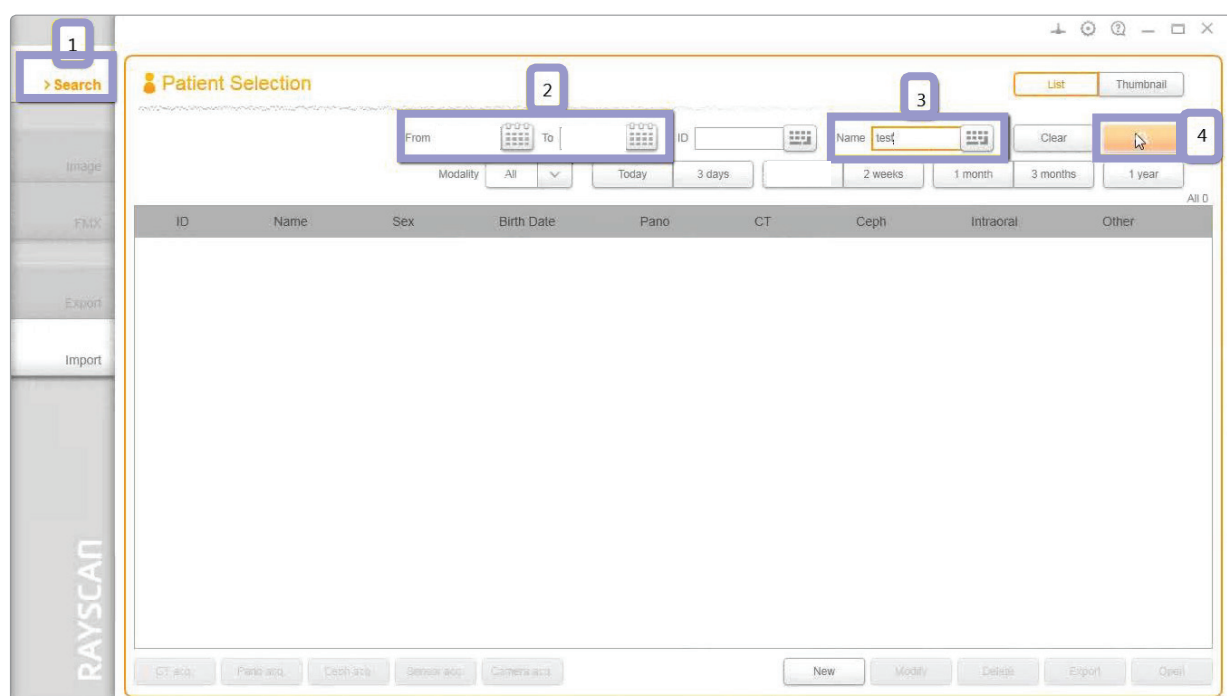 1
> Search
Patient Selection
2
3
List
Thumbnail
From
To
ID
Name
test
Clear
4
Modality
All
Today
3 days
2 weeks
1 month
3 months
1 year
All 0
Image
FMX
ID
Name
Sex
Birth Date
Pano
CT
Ceph
Intraoral
Other
Export
Import
RAYSCAN
CT acq.
Pano acq.
Ceph acq.
Sensor acq.
Camera acq.
New
Modify
Delete
Export
Open